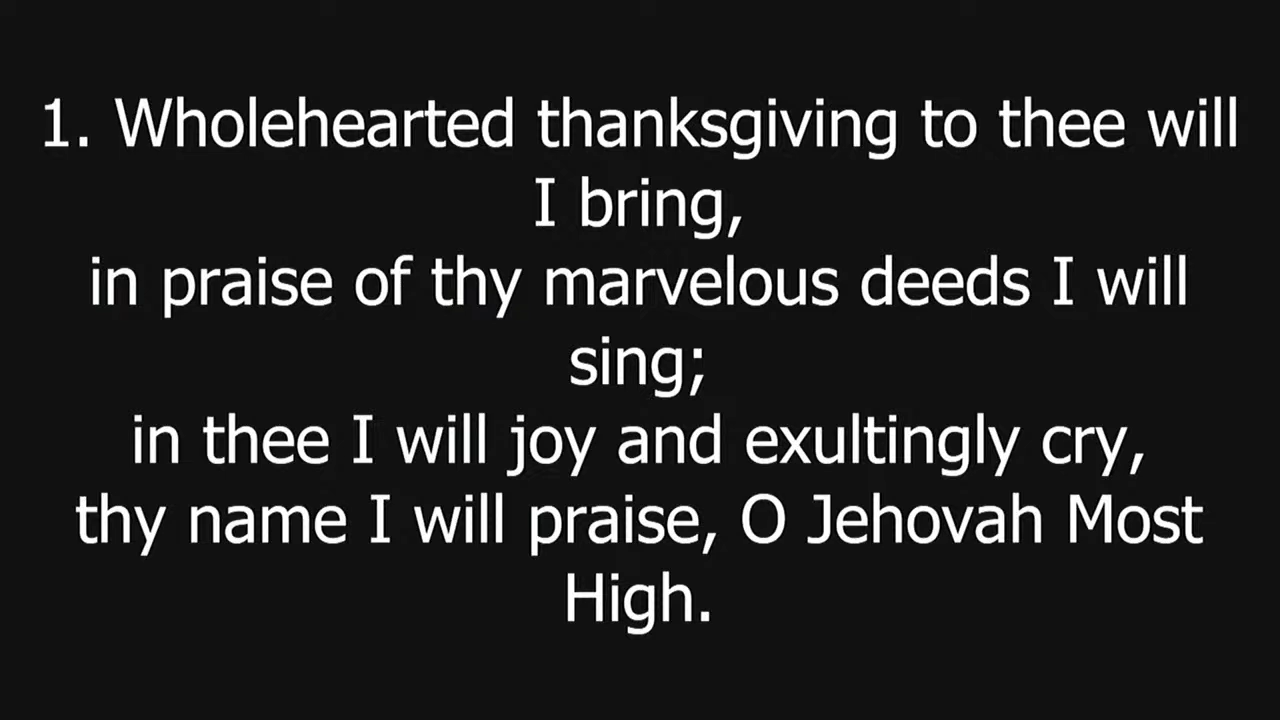 1. Wholehearted thanksgiving to thee will
I bring,
in praise of thy marvelous deeds I will
sing;
in thee I will joy and exultingly cry,
thy name I will praise, O Jehovah Most
High.